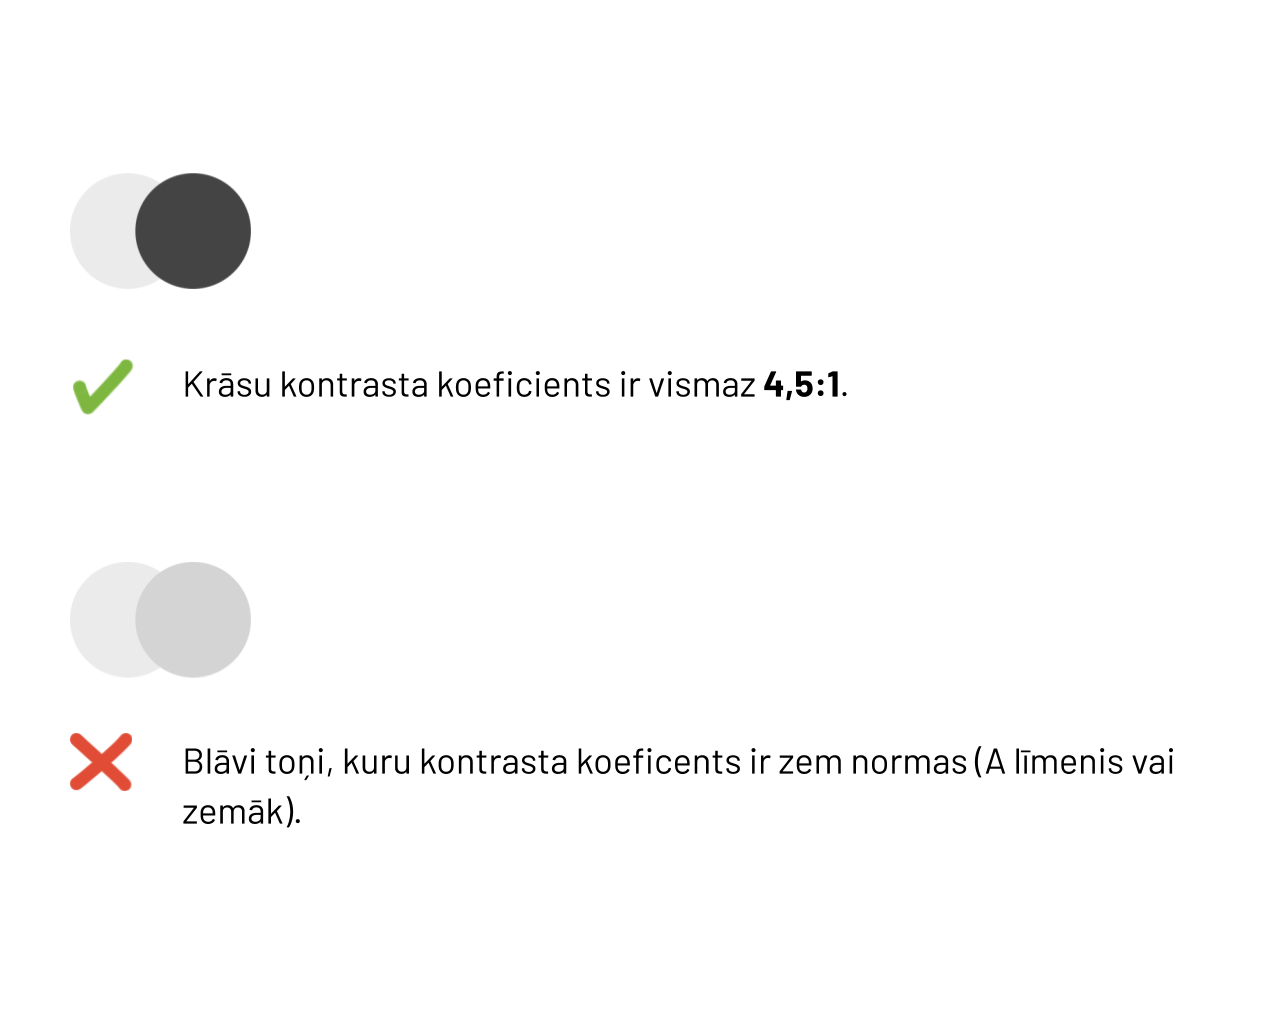 Krāsu kontrasta koeficients ir vismaz 4,5:1.
Blāvi toņi, kuru kontrasta koeficents ir zem normas (A līmenis vai
zemāk).